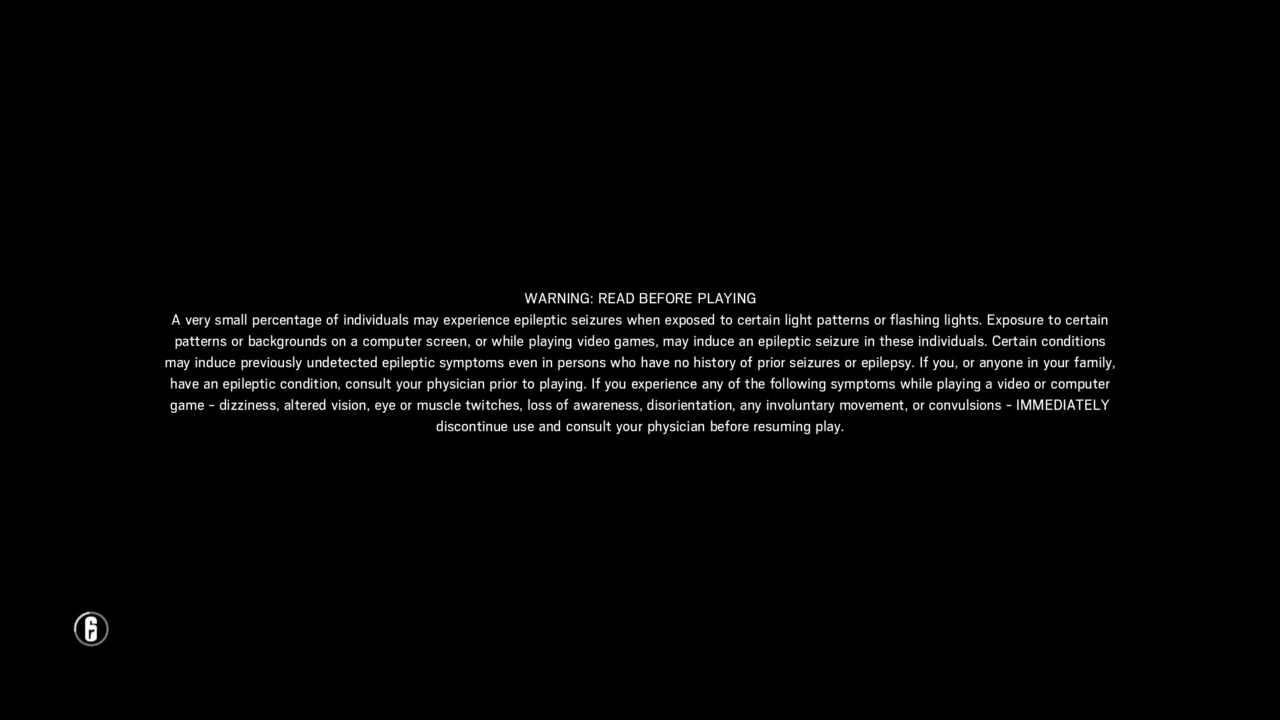 WARNING: READ BEFORE PLAYING
A very small percentage of individuals may experience epileptic seizures when exposed to certain light patterns or flashing lights. Exposure to certain
patterns or backgrounds on a computer screen, or while playing video games, may induce an epileptic seizure in these individuals. Certain conditions
may induce previously undetected epileptic symptoms even in persons who have no history of prior seizures or epilepsy. If you, or anyone in your family,
have an epileptic condition, consult your physician prior to playing. If you experience any of the following symptoms while playing a video or computer
game - dizziness, altered vision, eye or muscle twitches, loss of awareness, disorientation, any involuntary movement, or convulsions - IMMEDIATELY
discontinue use and consult your physician before resuming play.
6